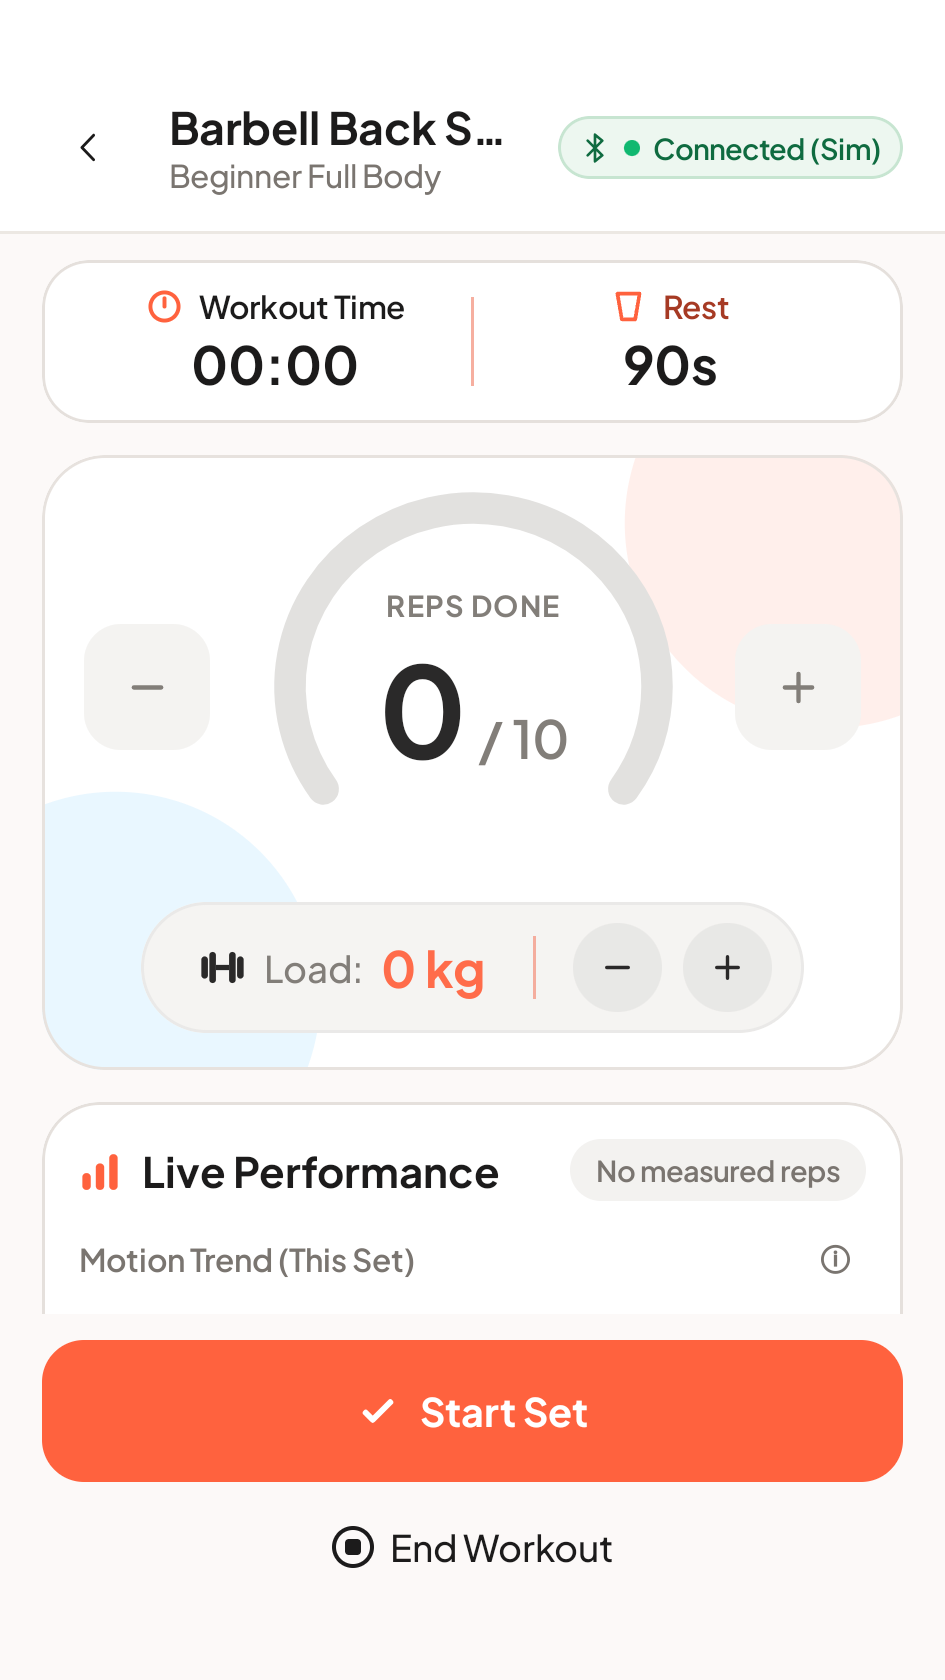 Barbell Back S...
Beginner Full Body
Connected (Sim)
Workout Time
00:00
Rest
90s
REPS DONE
0 / 10
Load: 0 kg
Live Performance
No measured reps
Motion Trend (This Set)
Start Set
End Workout